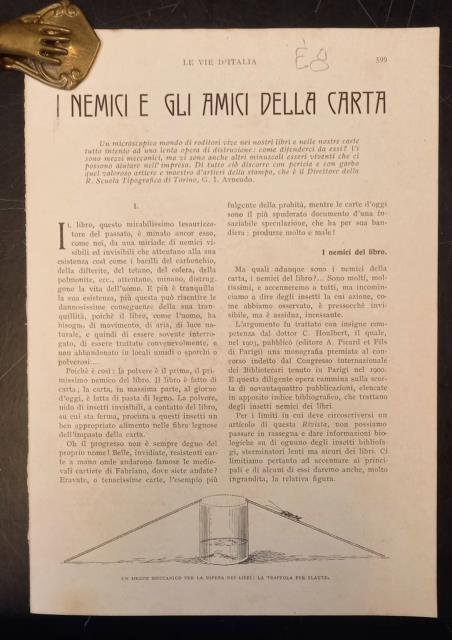 LE VIE D'ITALIA
599
E8
I NEMICI E GLI AMICI DELLA CARTA
Un microscopico mondo di roditori vive nei nostri libri e nelle nostre carte
tutto intento ad una lenta opera di distruzione: come difenderci da essi? Vi
sono mezzi meccanici, ma vi sono anche altri minuscoli esseri viventi che ci
possono aiutare nell'impresa. Di tutto ciò discorre con perizia e con garbo
quel valoroso artiere e maestro d'artieri della stampa, che è il Direttore della
R. Scuola Tipografica di Torino, G. I. Arneudo.
I.
IL libro, questo mirabilissimo tesaurizza-
tore del passato, è minato ancor esso,
come noi, da una miriade di nemici vi-
sibili ed invisibili che attentano alla sua
esistenza così come i bacilli del carbonchio,
della difterite, del tetano, del colera, della
polmonite, ecc., attentano, minano, distrug-
gono la vita dell'uomo. E più è tranquilla
la sua esistenza, più questa può risentire le
dannosissime conseguenze della sua tran-
quillità, poichè il libro, come l'uomo, ha
bisogno di movimento, di aria, di luce na-
turale, e quindi di essere sovente interro-
gato, di essere trattato convenevolmente, e
non abbandonato in locali umidi o sporchi o
polverosi....
Poichè è così: la polvere è il primo, il pri-
missimo nemico del libro. Il libro è fatto di
carta; la carta, in massima parte, al giorno
d'oggi, è fatta di pasta di legno. La polvere,
nido di insetti invisibili, a contatto del libro,
su cui sta ferma, procura a questi insetti un
ben appropriato alimento nelle fibre legnose
dell'impasto della carta.
Oh il progresso non è sempre degno del
proprio nome! Belle, invidiate, resistenti car-
te a mano onde andarono famose le medio-
vali cartiere di Fabriano, dove siete andate?
Eravate, o tenacissime carte, l'esempio più
fulgente della probità, mentre le carte d'oggi
sono il più spudorato documento d'una in-
saziabile speculazione, che ha per sua ban-
diera: produrre molto e male!
I nemici del libro.
Ma quali adunque sono i nemici della
carta, i nemici del libro?... Sono molti, mol-
tissimi, e accenneremo a tutti, ma incomin-
ciamo a dire degli insetti la cui azione, co-
me abbiamo osservato, è pressochè invi-
sibile, ma è assidua, incessante.
L'argomento fu trattato con insigne com-
petenza dal dottor C. Houlbert, il quale,
nel 1903, pubblicò (editore A. Picard et Fils
di Parigi) una monografia premiata al con-
corso indetto dal Congresso internazionale
dei Bibliotecari tenuto in Parigi nel 1900.
E questa diligente opera cammina sulla scor-
ta di novantaquattro pubblicazioni, elencate
in apposito indice bibliografico, che trattano
degli insetti nemici dei libri.
Per i limiti in cui deve circoscriversi un
articolo di questa Rivista, non possiamo
passare in rassegna e dare informazioni bio-
logiche su di ognuno degli insetti bibliofa-
gi, sterminatori lenti ma sicuri dei libri. Ci
limitiamo pertanto ad accennare ai princi-
pali e di alcuni di essi daremo anche, molto
ingrandita, la relativa figura.
UN MEZZO MECCANICO PER LA DIFESA DEI LIBRI: LA TRAPPOLA PER BLATTE.